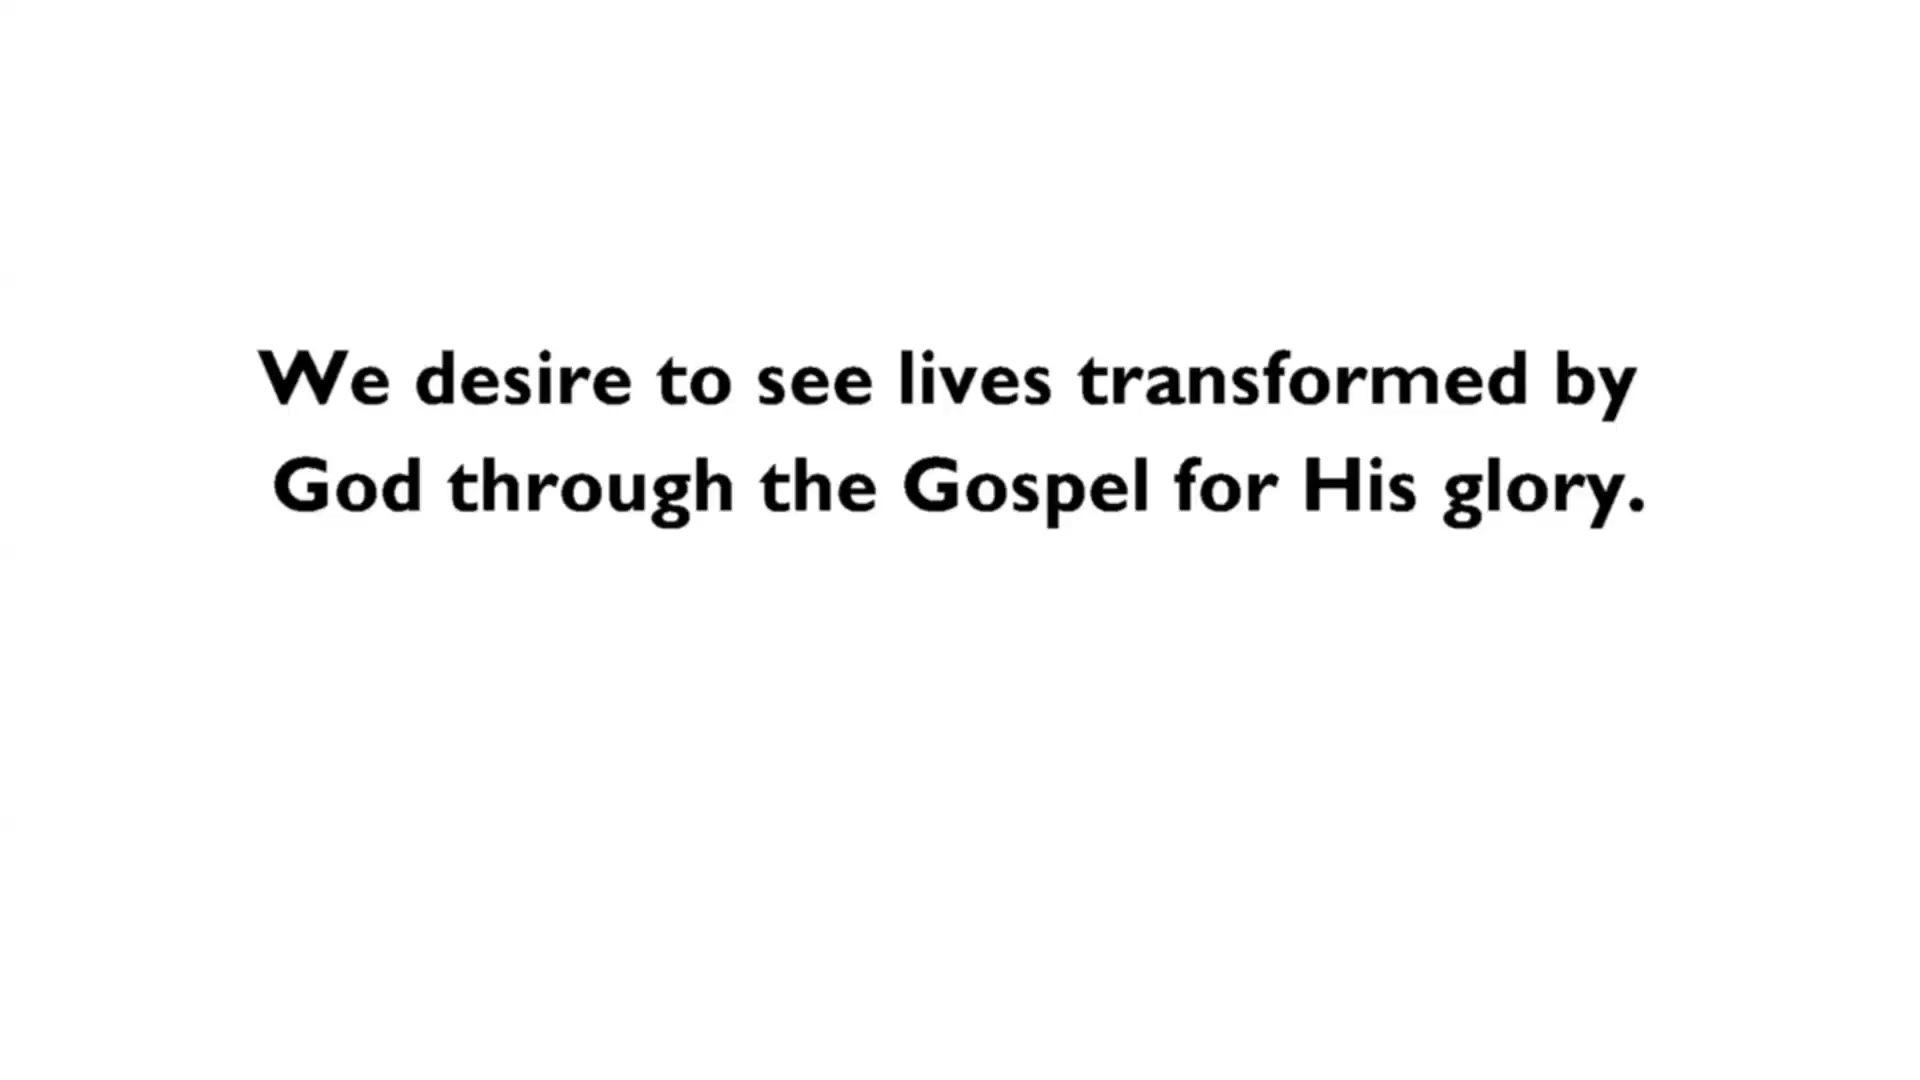 We desire to see lives transformed by
God through the Gospel for His glory.